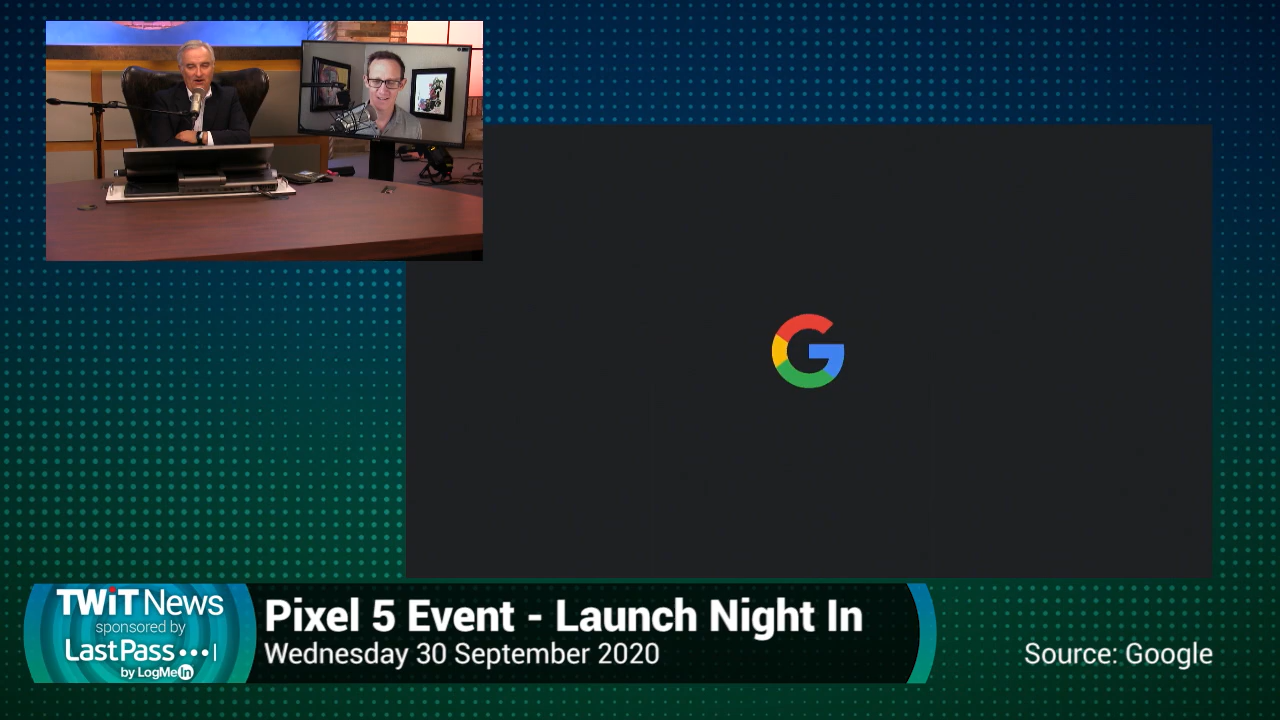 TWiT News
sponsored by
LastPass•••|
by LogMeIn
Pixel 5 Event - Launch Night In
Wednesday 30 September 2020
Source: Google